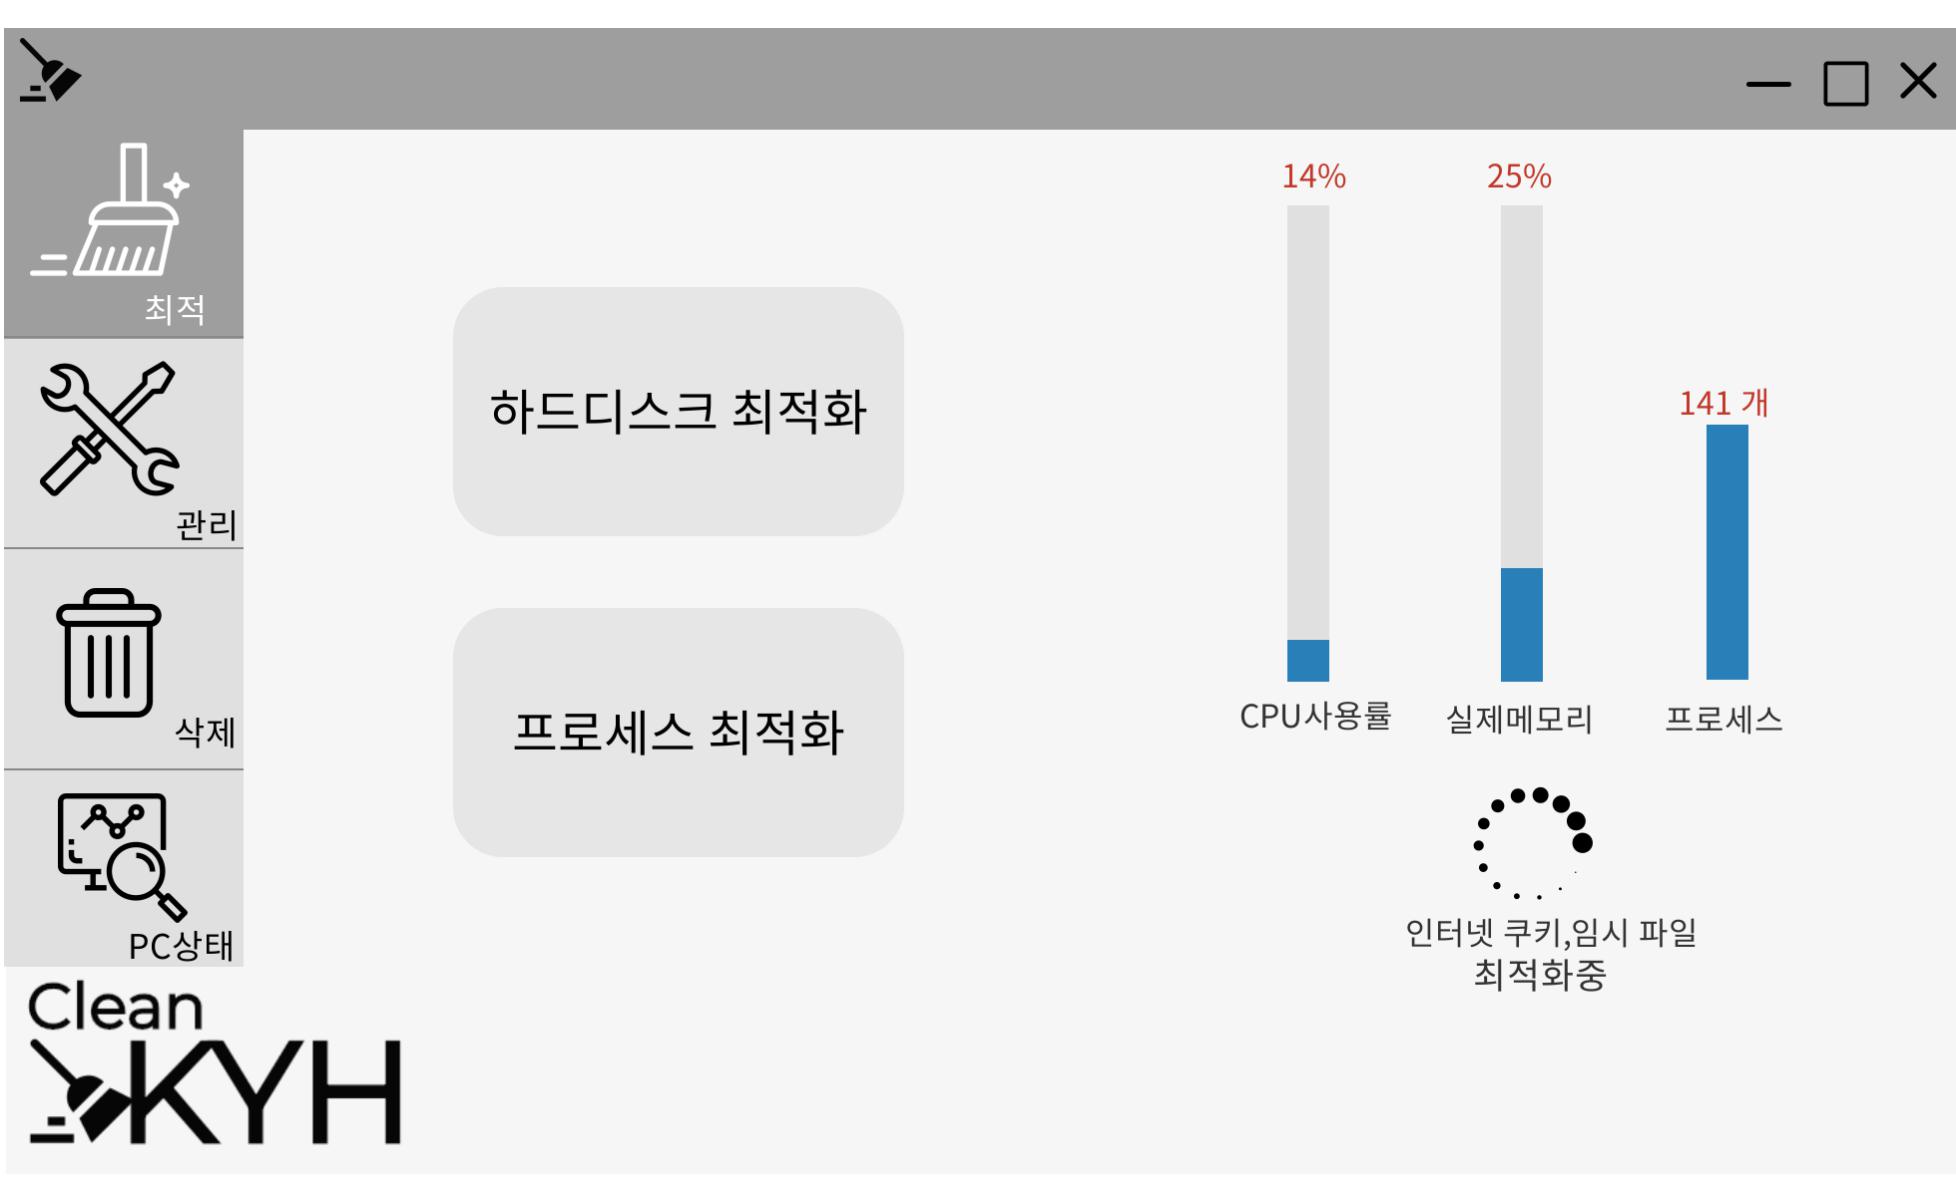 최적
관리
삭제
PC상태
Clean
KYH
하드디스크 최적화
프로세스 최적화
14%
25%
141 개
CPU사용률
실제메모리
프로세스
인터넷 쿠키,임시 파일
최적화중